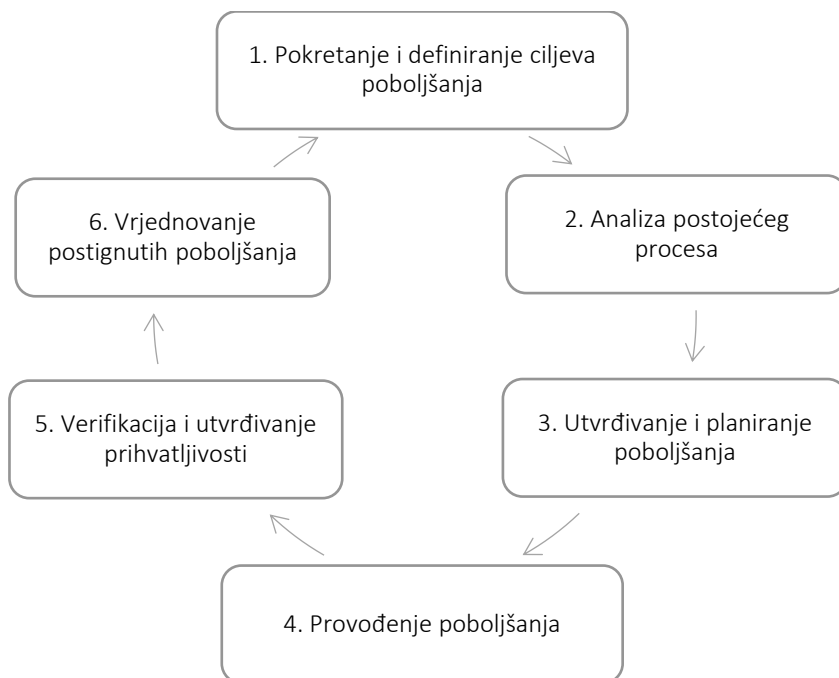 1. Pokretanje i definiranje ciljeva
poboljšanja
2. Analiza postojećeg
procesa
3. Utvrđivanje i planiranje
poboljšanja
4. Provođenje poboljšanja
5. Verifikacija i utvrđivanje
prihvatljivosti
6. Vrjednovanje
postignutih poboljšanja